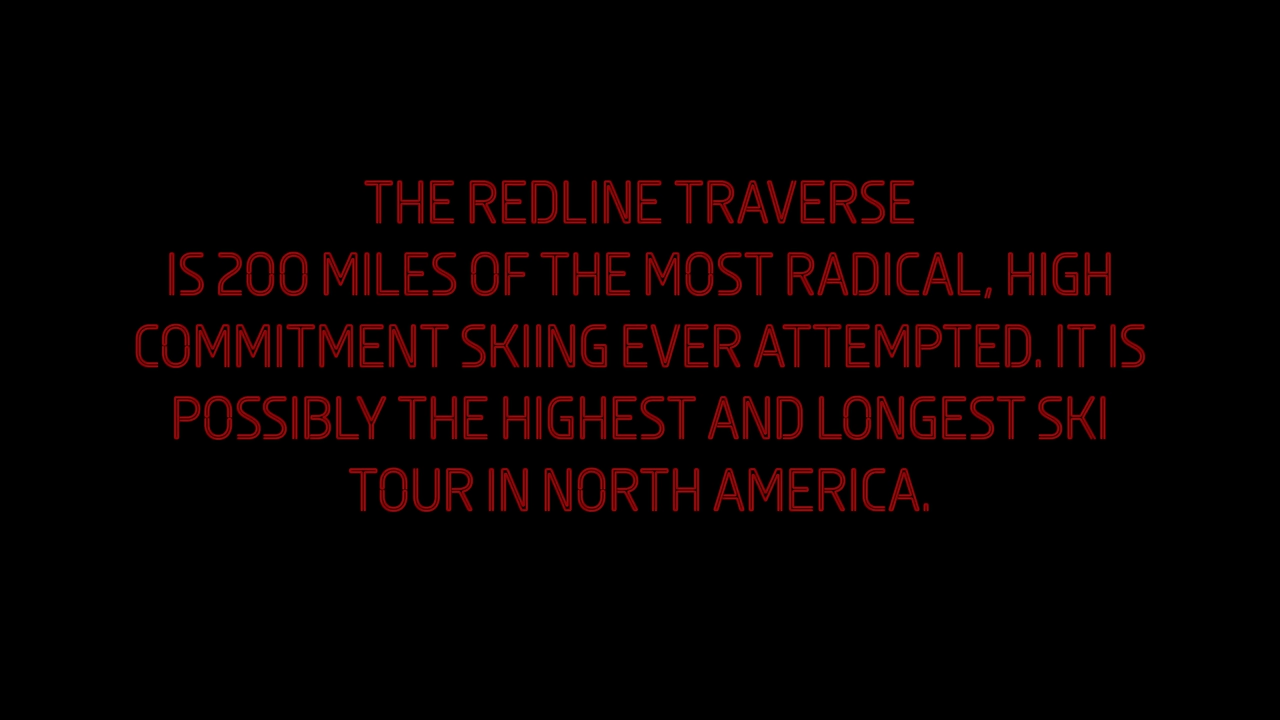 THE REDLINE TRAVERSE
IS 200 MILES OF THE MOST RADICAL, HIGH
COMMITMENT SKIING EVER ATTEMPTED. IT IS
POSSIBLY THE HIGHEST AND LONGEST SKI
TOUR IN NORTH AMERICA.